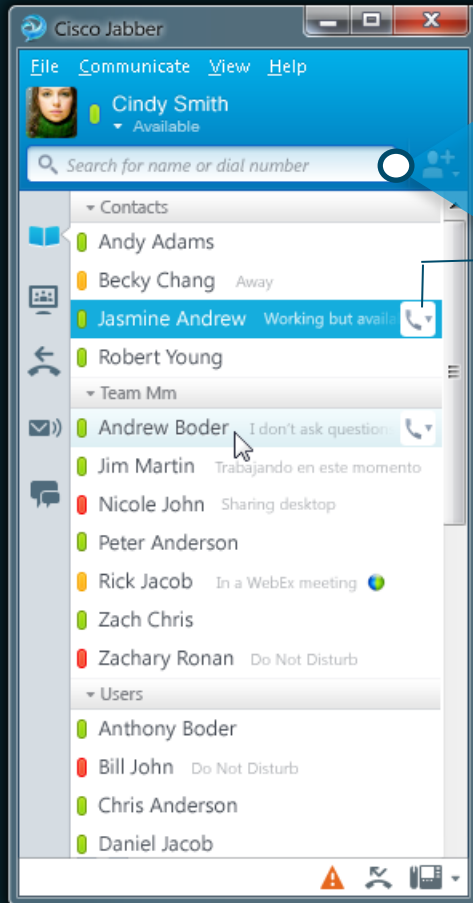 Cisco Jabber
File Communicate View Help
Cindy Smith
Available
Search for name or dial number
Contacts
Andy Adams
Becky Chang Away
Jasmine Andrew Working but availa
Robert Young
Team Mm
Andrew Boder I don't ask question
Jim Martin Trabajando en este momento
Nicole John Sharing desktop
Peter Anderson
Rick Jacob In a WebEx meeting
Zach Chris
Zachary Ronan Do Not Disturb
Users
Anthony Boder
Bill John Do Not Disturb
Chris Anderson
Daniel Jacob